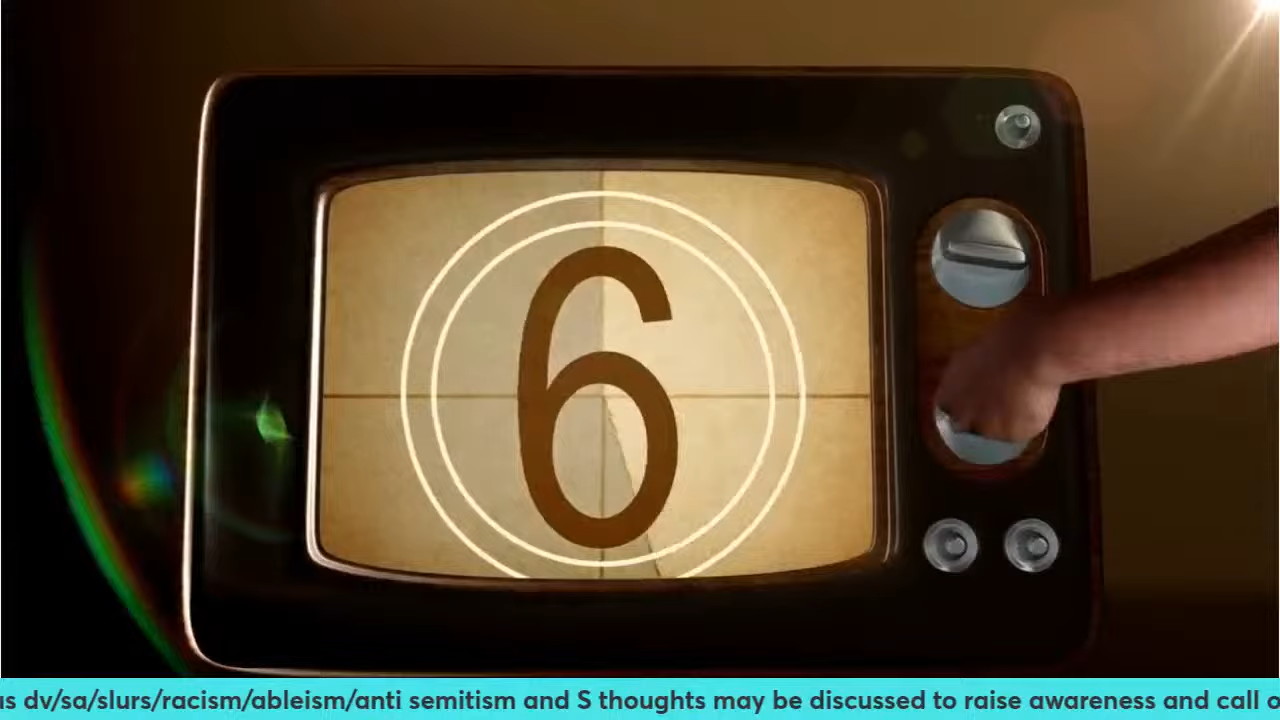 6
dv/sa/slurs/racism/ableism/anti semitism and S thoughts may be discussed to raise awareness and call